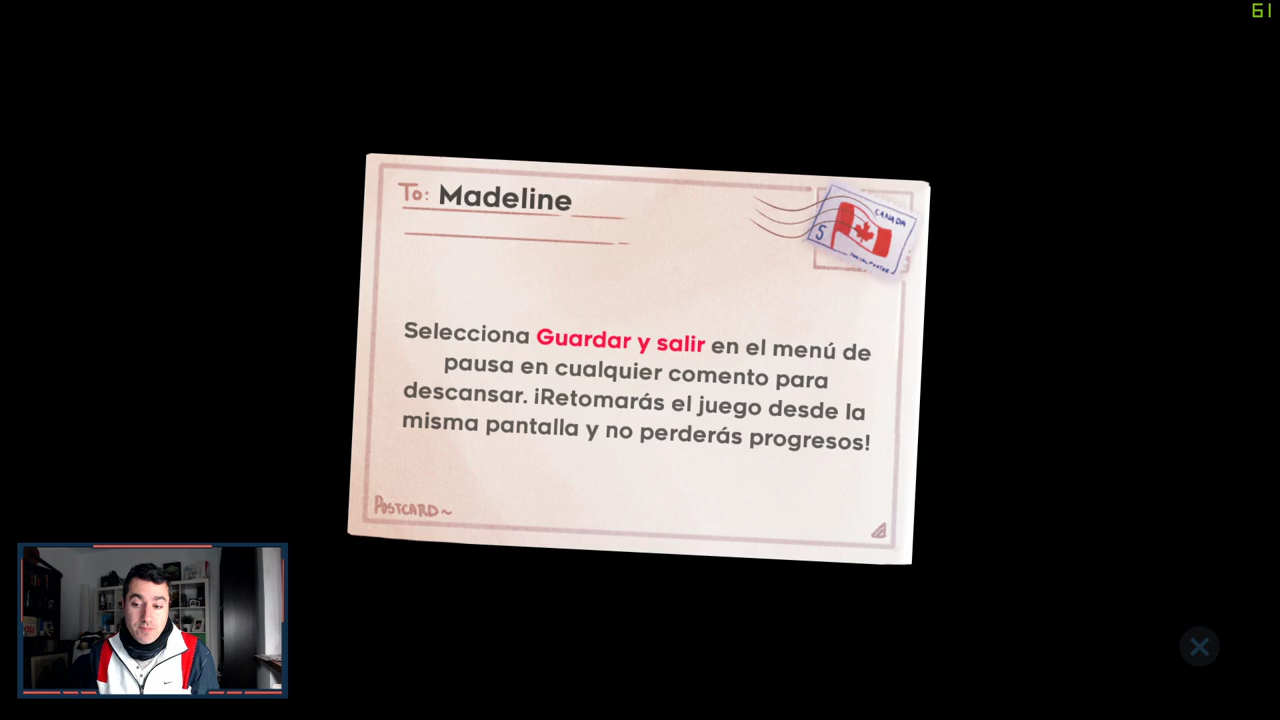 61
To: Madeline
CANADA
5
Selecciona Guardar y salir en el menú de
pausa en cualquier comento para
descansar. ¡Retomarás el juego desde la
misma pantalla y no perderás progresos!
POSTCARD~